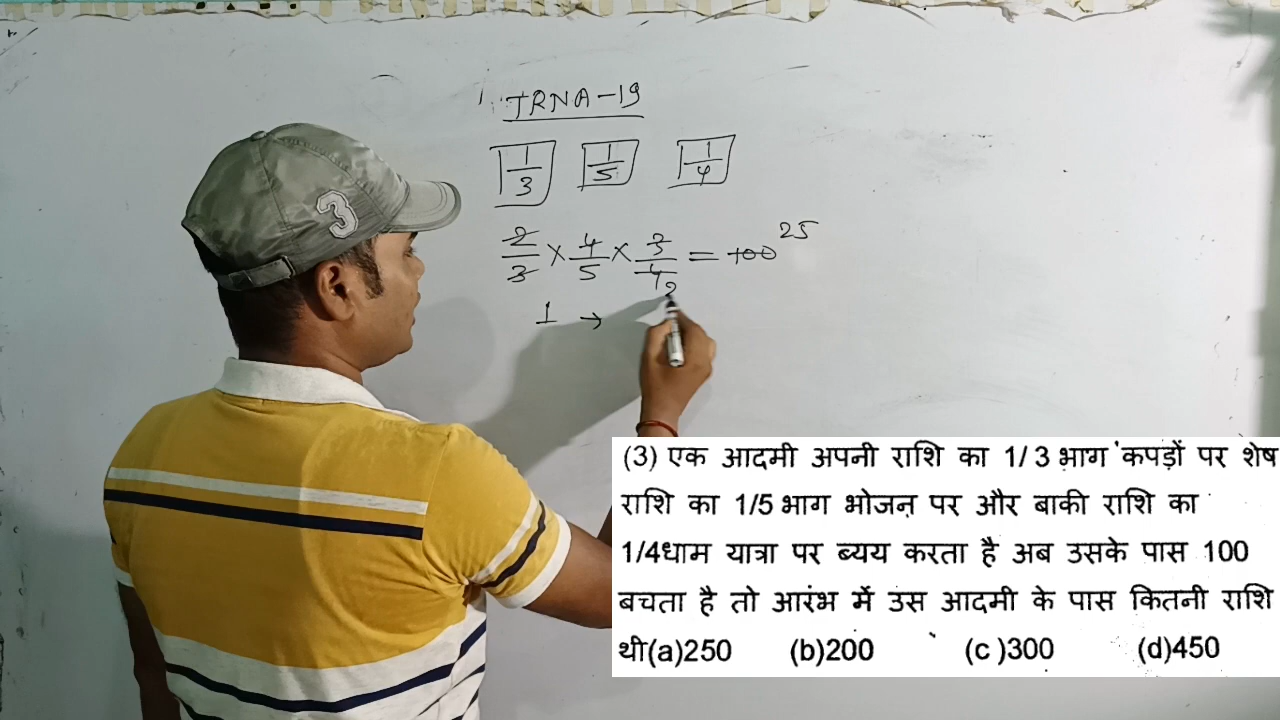 TRNA-19
1/3 1/5 1/4
2/3 × 4/5 × 3/4 = 100 25
2
1 →
3
(3) एक आदमी अपनी राशि का 1/3 भाग कपड़ों पर शेष
राशि का 1/5 भाग भोजन पर और बाकी राशि का
1/4धाम यात्रा पर ब्यय करता है अब उसके पास 100
बचता है तो आरंभ में उस आदमी के पास कितनी राशि
थी(a)250 (b)200 (c)300 (d)450